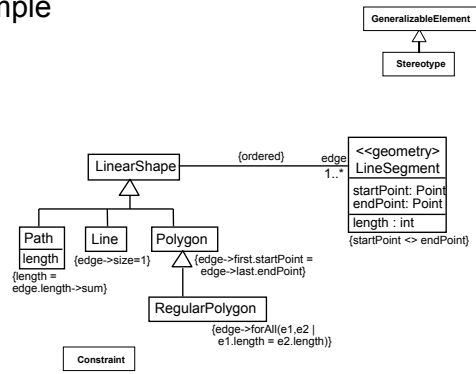 GeneralizableElement
Stereotype
{ordered}
edge
1..*
<<geometry>>
LineSegment
startPoint: Point
endPoint: Point
length : int
{startPoint <> endPoint}
LinearShape
Path
length
{length =
edge.length->sum}
Line
{edge->size=1}
Polygon
{edge->first.startPoint =
edge->last.endPoint}
RegularPolygon
{edge->forAll(e1,e2 |
e1.length = e2.length)}
Constraint